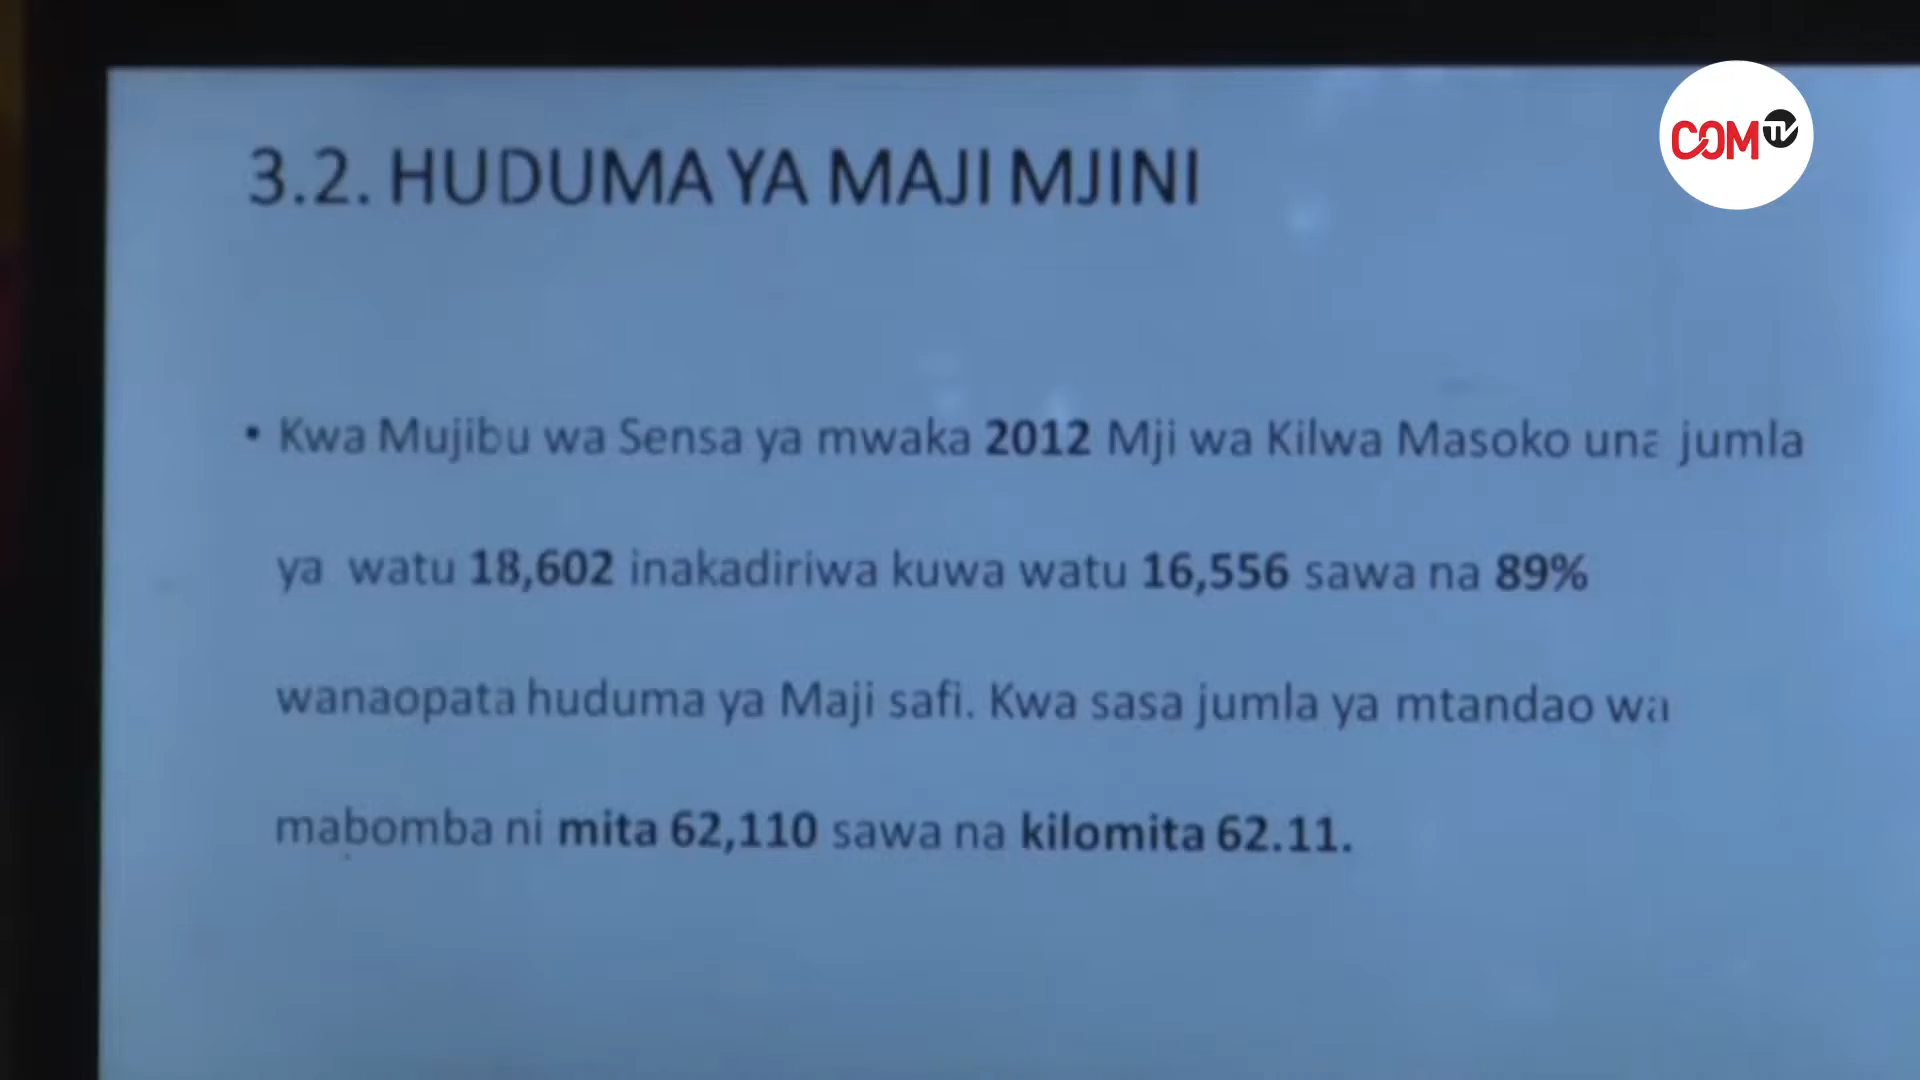 COM TV
3.2. HUDUMA YA MAJI MJINI
• Kwa Mujibu wa Sensa ya mwaka 2012 Mji wa Kilwa Masoko una jumla
ya watu 18,602 inakadiriwa kuwa watu 16,556 sawa na 89%
wanaopata huduma ya Maji safi. Kwa sasa jumla ya mtandao wa
mabomba ni mita 62,110 sawa na kilomita 62.11.